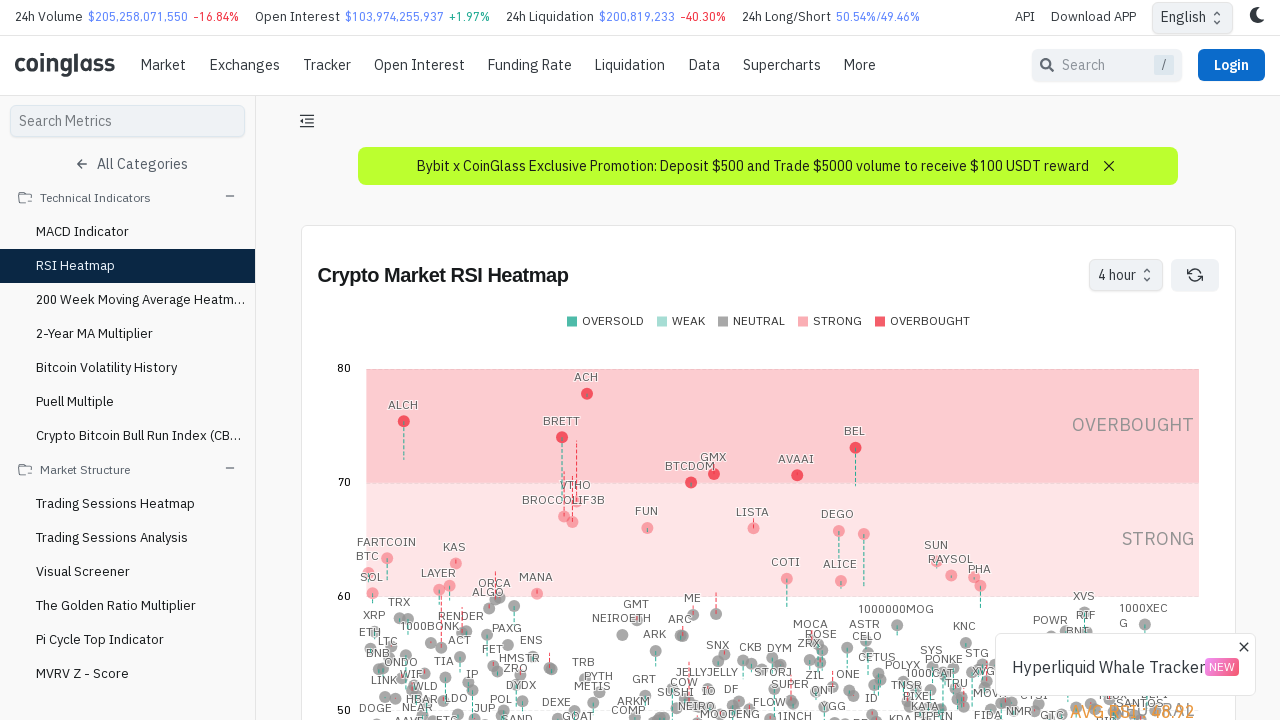 24h Volume $205,258,071,550 -16.84% Open Interest $103,974,255,937 +1.97% 24h Liquidation $200,819,233 -40.30% 24h Long/Short 50.54%/49.46% API Download APP English
coinglass Market Exchanges Tracker Open Interest Funding Rate Liquidation Data Supercharts More Search / Login
Search Metrics
All Categories
Technical Indicators
MACD Indicator
RSI Heatmap
200 Week Moving Average Heatm...
2-Year MA Multiplier
Bitcoin Volatility History
Puell Multiple
Crypto Bitcoin Bull Run Index (CB...
Market Structure
Trading Sessions Heatmap
Trading Sessions Analysis
Visual Screener
The Golden Ratio Multiplier
Pi Cycle Top Indicator
MVRV Z - Score
Bybit x CoinGlass Exclusive Promotion: Deposit $500 and Trade $5000 volume to receive $100 USDT reward
Crypto Market RSI Heatmap
4 hour
OVERSOLD WEAK NEUTRAL STRONG OVERBOUGHT
80
ACH
ALCH
BRETT
OVERBOUGHT
BEL
GMX
BTCDOM AVAAI
70
VTHO
FUN LISTA DEGO
STRONG
FARTCOIN KAS SUN
BTC RAYSOL
COTI ALICE PHA
SOL LAYER MANA
ORCA
ALGO
60
TRX GMT ME 1000000MOG XVS 1000XEC
G
XRP RENDER NEIROETH ARC POWR RIF
1000BONK PAXG MOCA ASTR KNC
ETH ARK ROSE CELO BNT
LTC ACT ENS SNX ZRX
BNB FET CKB DYM SYS STG
ONDO TIA HMSTR TRB CETUS POLYX PONKE
LINK WIF ZRO PYTH JELLYJELLY STORJ ZIL ONE 1000CAT
WLD DYDX METIS GRT COW SUPER QNT TNSR TRU
LDO POL ARKM SUSHI IO DF ID PIXEL
DOGE NEAR JUP DEXE COMP NEIRO FLOW YGG KATA NMR SANTOS
50
SAND GOAT MOODENG 1INCH PIPPIN FIDA GTC
Hyperliquid Whale Tracker NEW